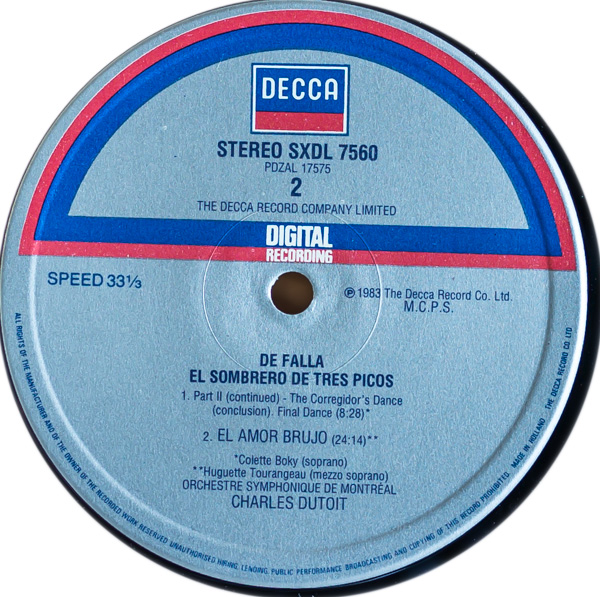 DECCA
STEREO SXDL 7560
PDZAL 17575
2
THE DECCA RECORD COMPANY LIMITED
DIGITAL
RECORDING
SPEED 33⅓
℗ 1983 The Decca Record Co. Ltd.
M.C.P.S.
DE FALLA
EL SOMBRERO DE TRES PICOS
1. Part II (continued) - The Corregidor's Dance
(conclusion). Final Dance (8:28)*
2. EL AMOR BRUJO (24:14)**
*Colette Boky (soprano)
**Huguette Tourangeau (mezzo soprano)
ORCHESTRE SYMPHONIQUE DE MONTRÉAL
CHARLES DUTOIT
ALL RIGHTS OF THE MANUFACTURER AND OF THE OWNER OF THE RECORDED WORK RESERVED UNAUTHORISED HIRING, LENDING, PUBLIC PERFORMANCE BROADCASTING AND COPYING OF THIS RECORD PROHIBITED. MADE IN HOLLAND THE DECCA RECORD CO LTD